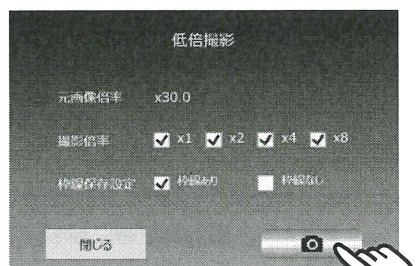 低倍撮影
元画像倍率 x30.0
撮影倍率 x1 x2 x4 x8
枠線保存設定 枠線あり 枠線なし
閉じる